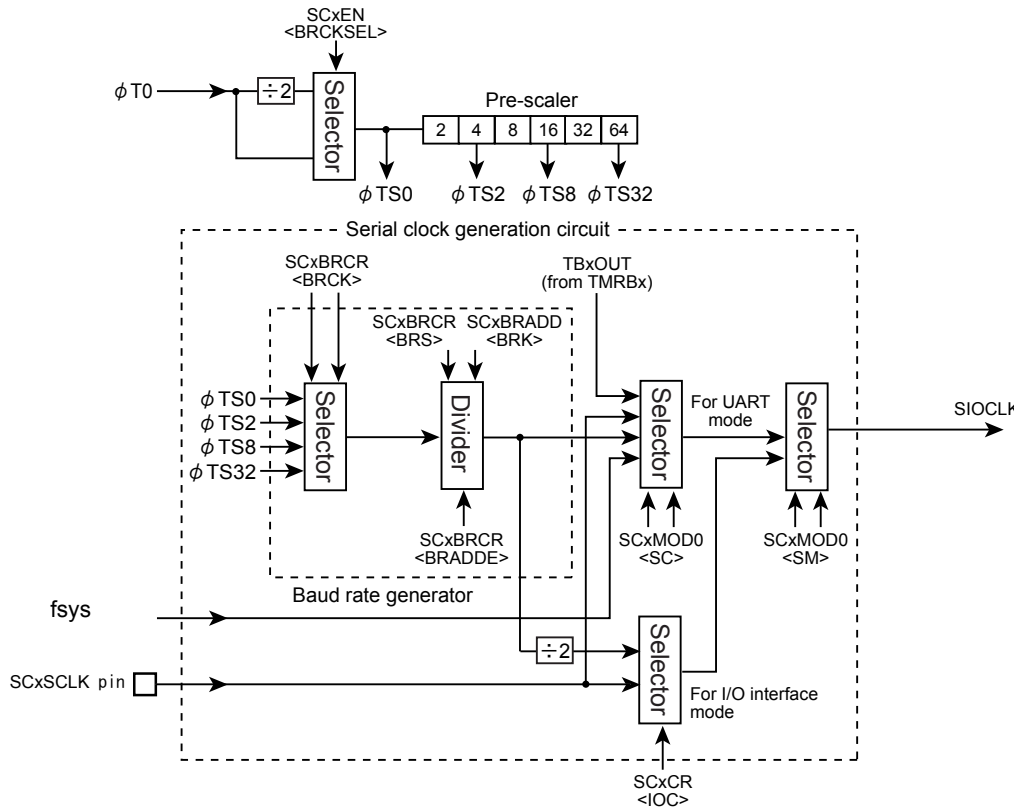 SCxEN
<BRCKSEL>
ϕT0
÷2
Selector
Pre-scaler
2 4 8 16 32 64
ϕTS0
ϕTS2
ϕTS8
ϕTS32
Serial clock generation circuit
SCxBRCR
<BRCK>
TBxOUT
(from TMRBx)
SCxBRCR
<BRS>
SCxBRADD
<BRK>
ϕTS0
ϕTS2
ϕTS8
ϕTS32
Selector
Divider
Selector
For UART
mode
Selector
SIOCLK
SCxBRCR
<BRADDE>
SCxMOD0
<SC>
SCxMOD0
<SM>
Baud rate generator
fsys
÷2
Selector
SCxSCLK pin
For I/O interface
mode
SCxCR
<IOC>